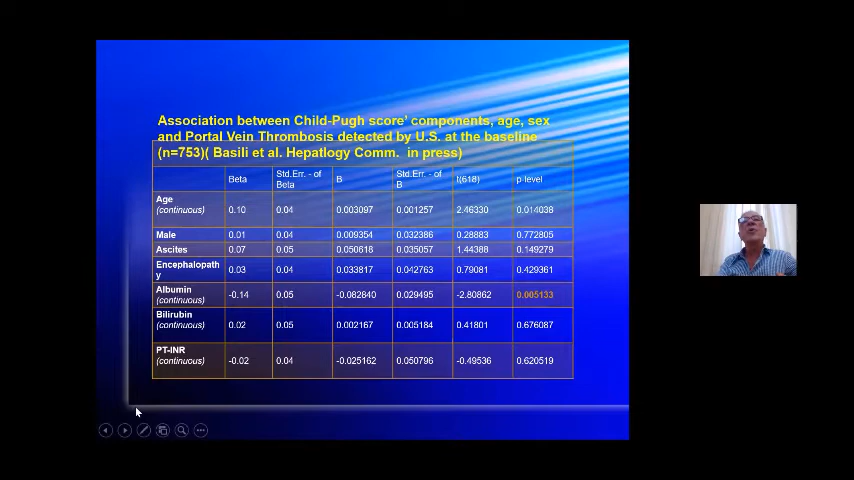 Association between Child-Pugh score' components, age, sex
and Portal Vein Thrombosis detected by U.S. at the baseline
(n=753)( Basili et al. Hepatlogy Comm. in press)
Beta Std.Err. - of Beta B Std.Err. - of B t(618) p-level
Age (continuous) 0.10 0.04 0.003097 0.001257 2.46330 0.014038
Male 0.01 0.04 0.009354 0.032386 0.28883 0.772805
Ascites 0.07 0.05 0.050618 0.035057 1.44388 0.149279
Encephalopathy 0.03 0.04 0.033817 0.042763 0.79081 0.429361
Albumin (continuous) -0.14 0.05 -0.082840 0.029495 -2.80862 0.005133
Bilirubin (continuous) 0.02 0.05 0.002167 0.005184 0.41801 0.676087
PT-INR (continuous) -0.02 0.04 -0.025162 0.050796 -0.49536 0.620519